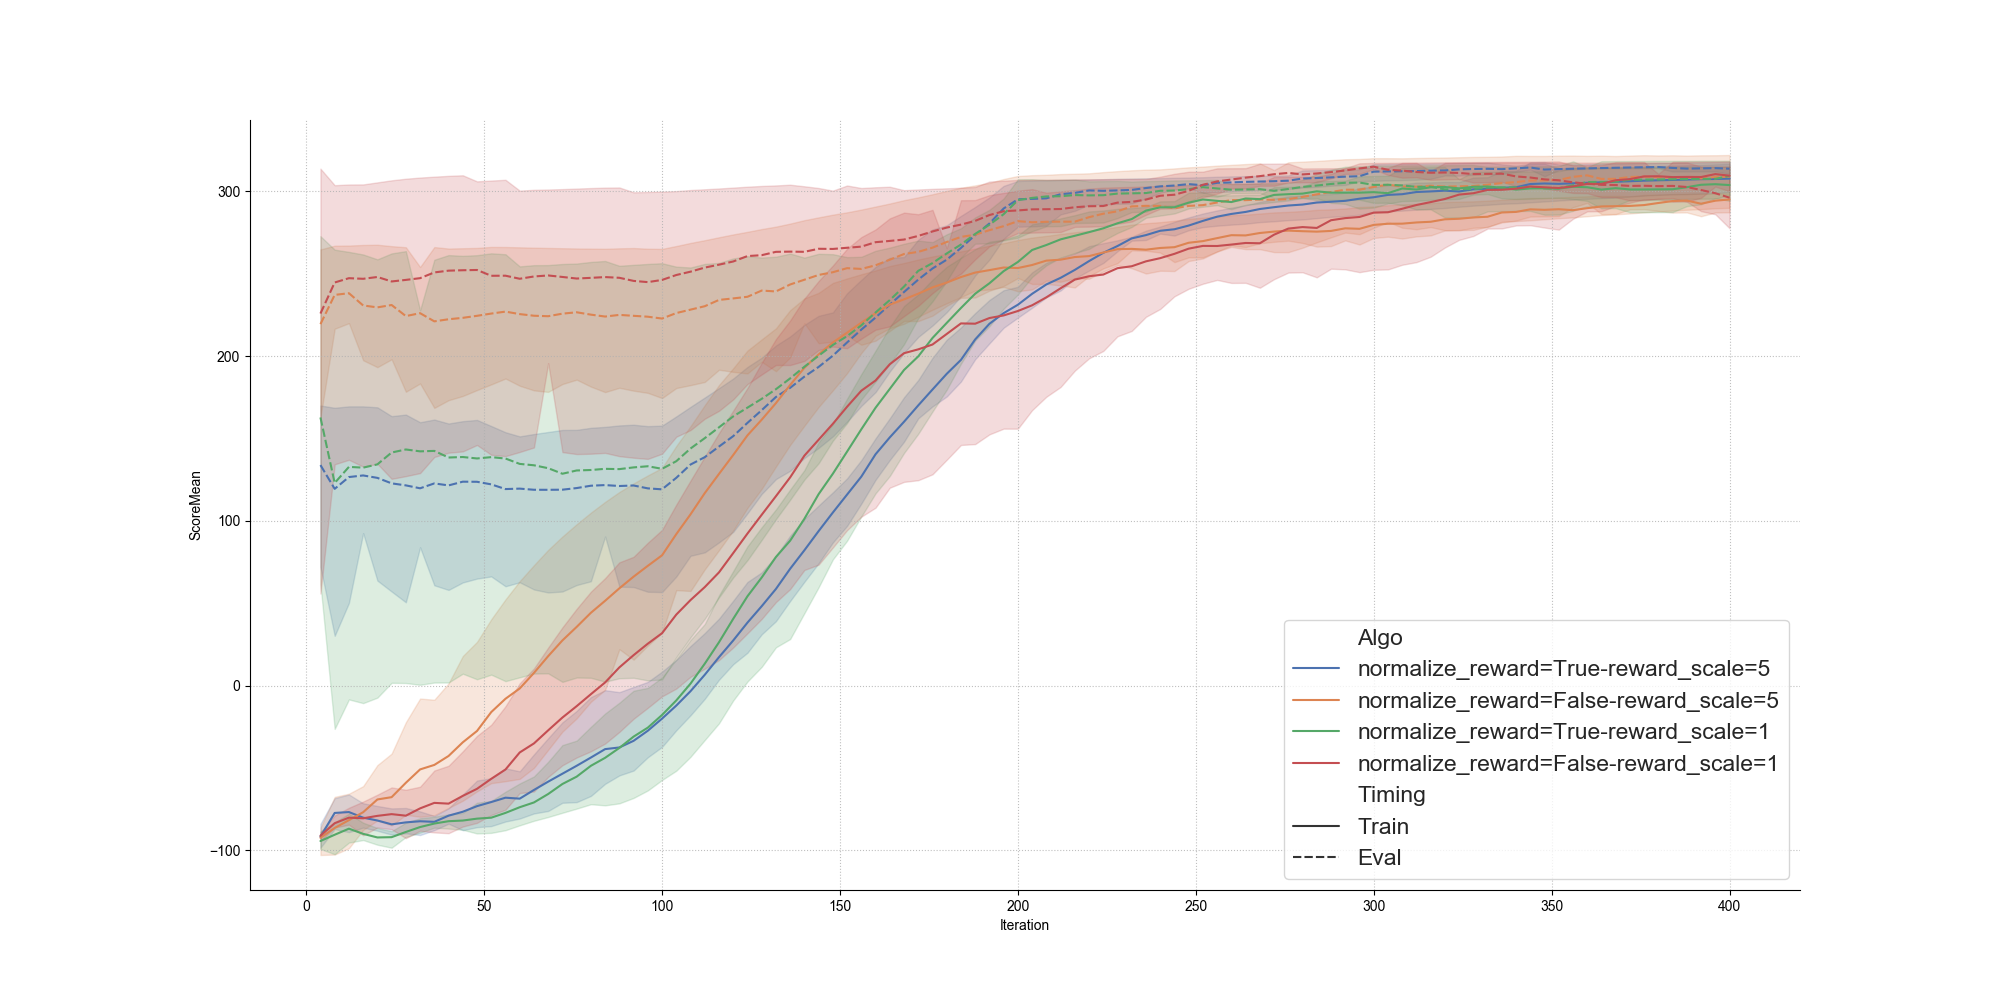 300
200
100
0
−100
ScoreMean
0 50 100 150 200 250 300 350 400
Iteration
Algo
normalize_reward=True-reward_scale=5
normalize_reward=False-reward_scale=5
normalize_reward=True-reward_scale=1
normalize_reward=False-reward_scale=1
Timing
Train
Eval